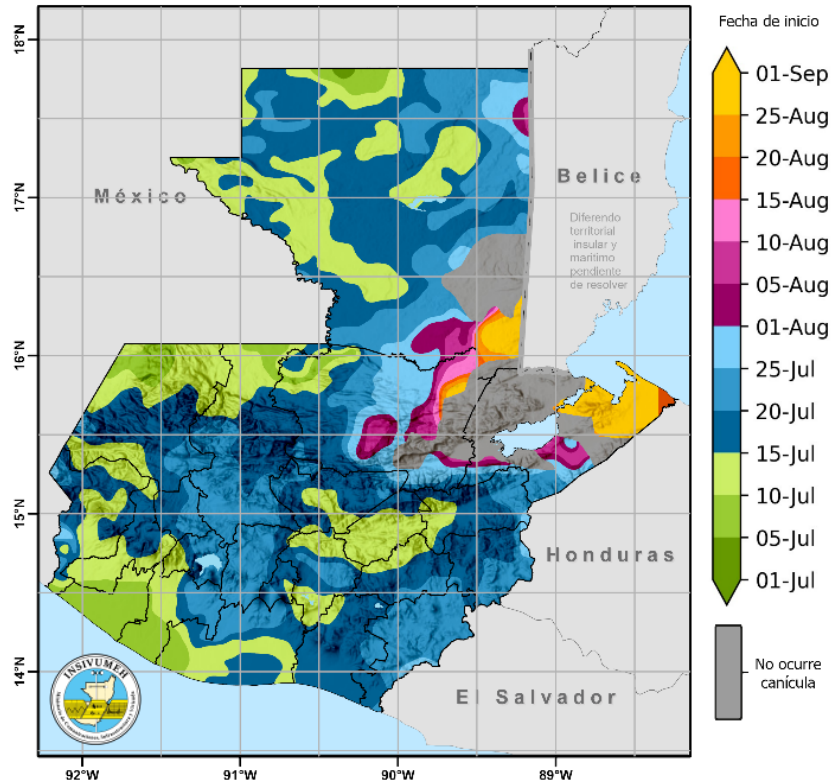 Fecha de inicio
18°N
17°N
16°N
15°N
14°N
92°W
91°W
90°W
89°W
México
Belice
Diferendo
territorial
insular y
marítimo
pendiente
de resolver
Honduras
El Salvador
INSIVUMEH
01-Sep
25-Aug
20-Aug
15-Aug
10-Aug
05-Aug
01-Aug
25-Jul
20-Jul
15-Jul
10-Jul
05-Jul
01-Jul
No ocurre
canícula